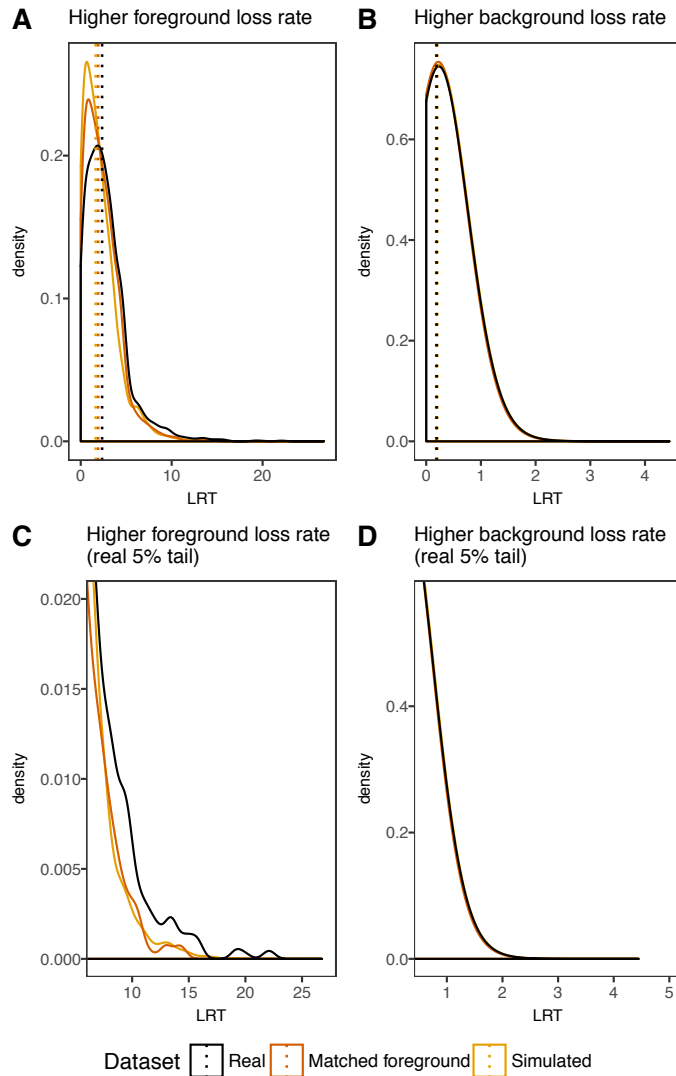 A Higher foreground loss rate
0.2
0.1
0.0
density
0 10 20
LRT
B Higher background loss rate
0.6
0.4
0.2
0.0
density
0 1 2 3 4
LRT
C Higher foreground loss rate
(real 5% tail)
0.020
0.015
0.010
0.005
0.000
density
10 15 20 25
LRT
D Higher background loss rate
(real 5% tail)
0.4
0.2
0.0
density
1 2 3 4 5
LRT
Dataset Real Matched foreground Simulated